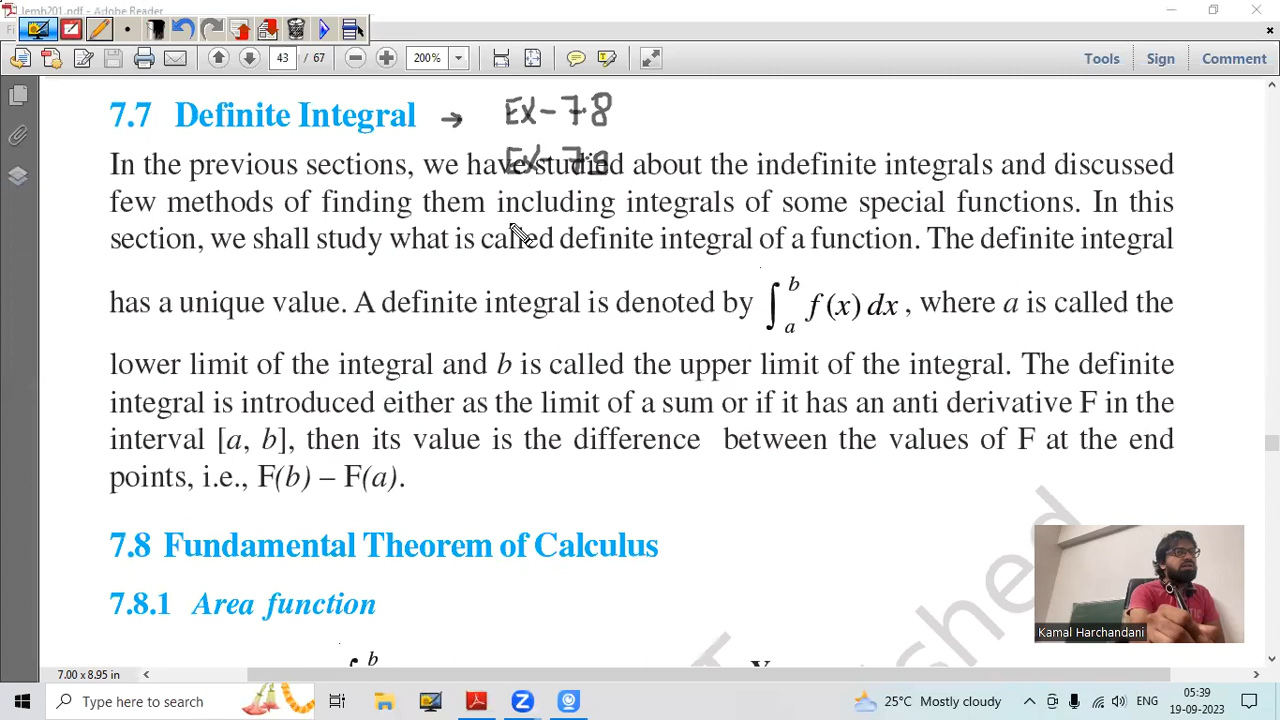 lemh201.pdf - Adobe Reader
43 / 67
200%
Tools
Sign
Comment
7.7 Definite Integral → EX-7.8
In the previous sections, we have studied about the indefinite integrals and discussed
few methods of finding them including integrals of some special functions. In this
section, we shall study what is called definite integral of a function. The definite integral
has a unique value. A definite integral is denoted by ∫_a^b f(x) dx, where a is called the
lower limit of the integral and b is called the upper limit of the integral. The definite
integral is introduced either as the limit of a sum or if it has an anti derivative F in the
interval [a, b], then its value is the difference between the values of F at the end
points, i.e., F(b) – F(a).
7.8 Fundamental Theorem of Calculus
7.8.1 Area function
b
Kamal Harchandani
7.00 x 8.95 in
Type here to search
25°C Mostly cloudy
ENG
05:39
19-09-2023